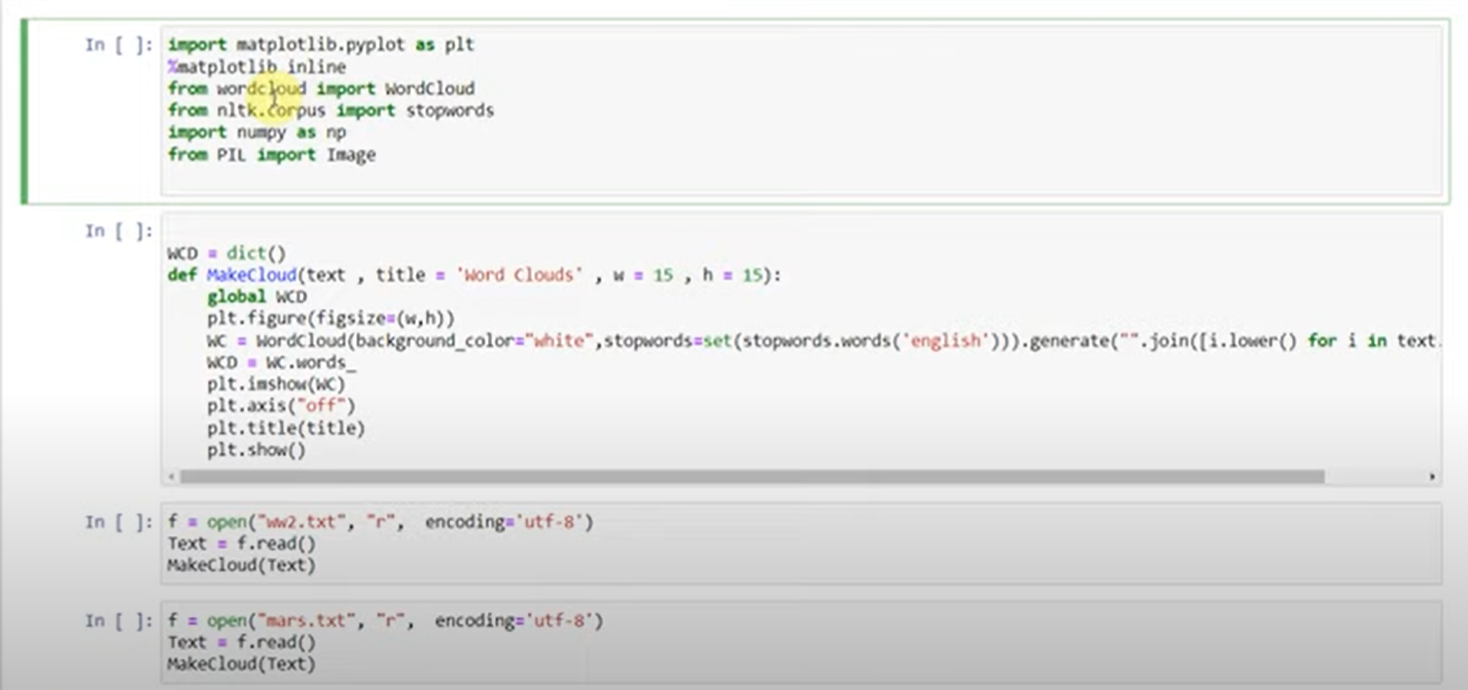 In [ ]: import matplotlib.pyplot as plt
%matplotlib inline
from wordcloud import WordCloud
from nltk.corpus import stopwords
import numpy as np
from PIL import Image
In [ ]:
WCD = dict()
def MakeCloud(text , title = 'Word Clouds' , w = 15 , h = 15):
    global WCD
    plt.figure(figsize=(w,h))
    WC = WordCloud(background_color="white",stopwords=set(stopwords.words('english'))).generate("".join([i.lower() for i in text.
    WCD = WC.words_
    plt.imshow(WC)
    plt.axis("off")
    plt.title(title)
    plt.show()
In [ ]: f = open("ww2.txt", "r",  encoding='utf-8')
Text = f.read()
MakeCloud(Text)
In [ ]: f = open("mars.txt", "r",  encoding='utf-8')
Text = f.read()
MakeCloud(Text)